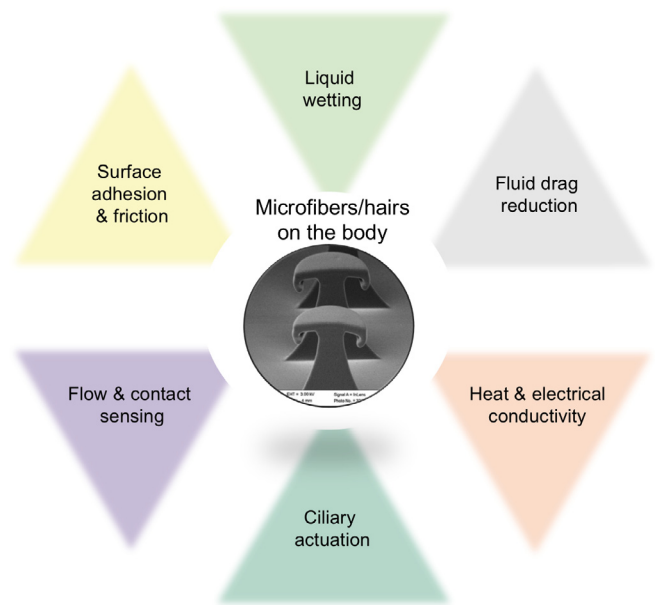 Liquid
wetting
Surface
adhesion
& friction
Fluid drag
reduction
Microfibers/hairs
on the body
Flow & contact
sensing
Heat & electrical
conductivity
Ciliary
actuation